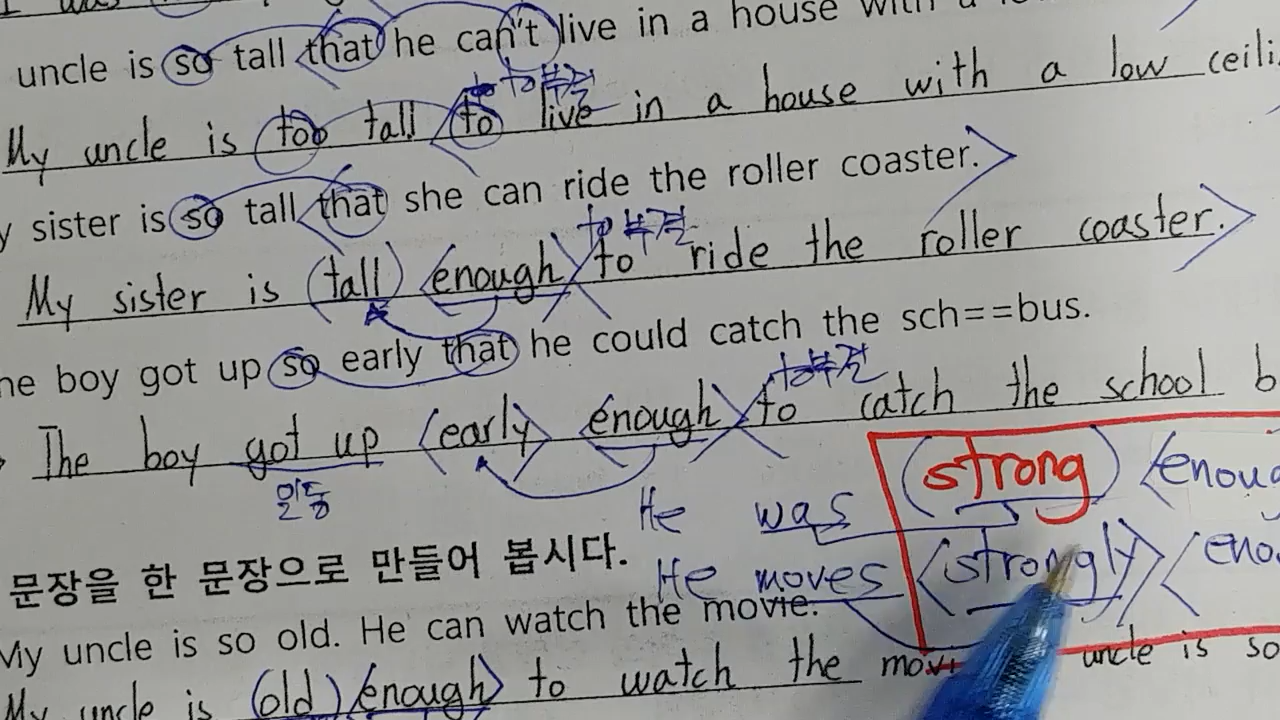 uncle is so tall that he can't live in a house with a
to부정
My uncle is too tall to live in a house with a low ceili
sister is so tall that she can ride the roller coaster.
to부정
My sister is (tall) <enough> to ride the roller coaster.
he boy got up so early that he could catch the sch==bus.
to부정
The boy got up <early> <enough> to catch the school b
일동
(strong) <enoug
He was
He moves <strongly> <eno
문장을 한 문장으로 만들어 봅시다.
My uncle is so old. He can watch the movie.
My uncle is (old) <enough> to watch the movi uncle is so